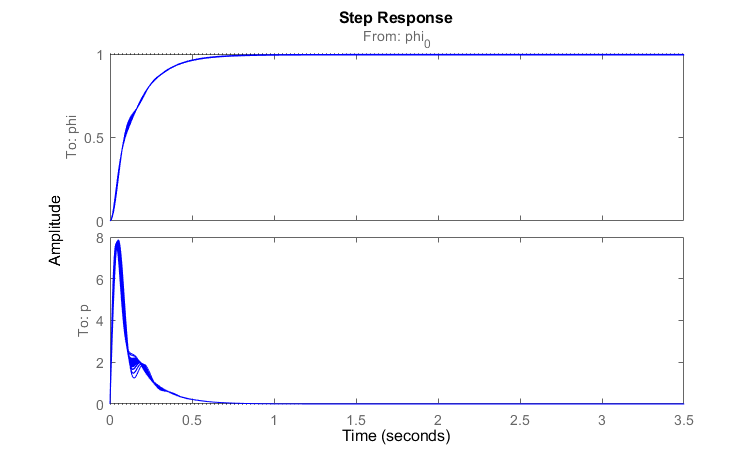 Step Response
From: phi0
1
0.5
0
To: phi
Amplitude
8
6
4
2
0
To: p
0 0.5 1 1.5 2 2.5 3 3.5
Time (seconds)